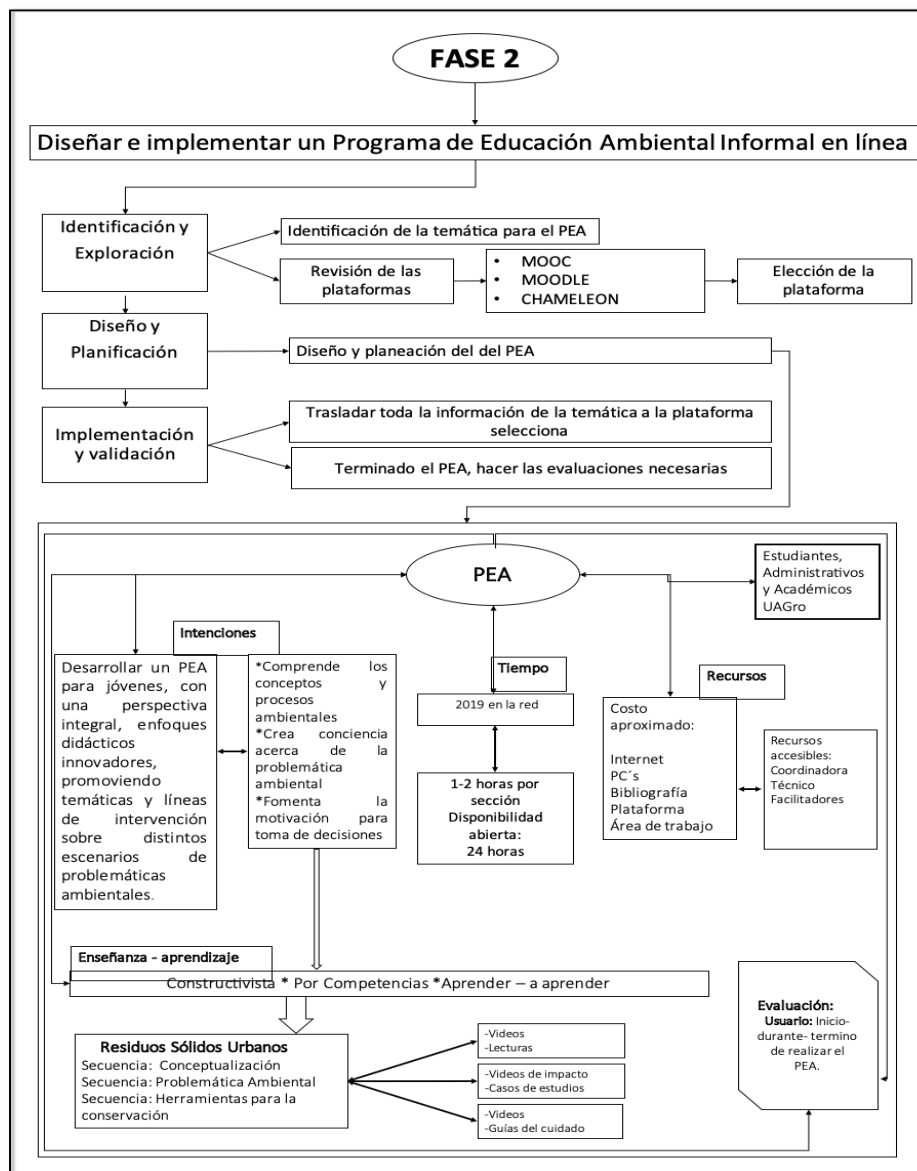 FASE 2
Diseñar e implementar un Programa de Educación Ambiental Informal en línea
Identificación y
Exploración
Identificación de la temática para el PEA
Revisión de las
plataformas
• MOOC
• MOODLE
• CHAMELEON
Elección de la
plataforma
Diseño y
Planificación
Diseño y planeación del del PEA
Implementación
y validación
Trasladar toda la información de la temática a la plataforma
selecciona
Terminado el PEA, hacer las evaluaciones necesarias
PEA
Estudiantes,
Administrativos
y Académicos
UAGro
Intenciones
Desarrollar un PEA
para jóvenes, con
una perspectiva
integral, enfoques
didácticos
innovadores,
promoviendo
temáticas y líneas
de intervención
sobre distintos
escenarios de
problemáticas
ambientales.
*Comprende los
conceptos y
procesos
ambientales
*Crea conciencia
acerca de la
problemática
ambiental
*Fomenta la
motivación para
toma de decisiones
Tiempo
2019 en la red
1-2 horas por
sección
Disponibilidad
abierta:
24 horas
Recursos
Costo
aproximado:
Internet
PC´s
Bibliografía
Plataforma
Área de trabajo
Recursos
accesibles:
Coordinadora
Técnico
Facilitadores
Enseñanza - aprendizaje
Constructivista * Por Competencias *Aprender – a aprender
Residuos Sólidos Urbanos
Secuencia: Conceptualización
Secuencia: Problemática Ambiental
Secuencia: Herramientas para la
conservación
-Videos
-Lecturas
-Videos de impacto
-Casos de estudios
-Videos
-Guías del cuidado
Evaluación:
Usuario: Inicio-
durante- termino
de realizar el
PEA.